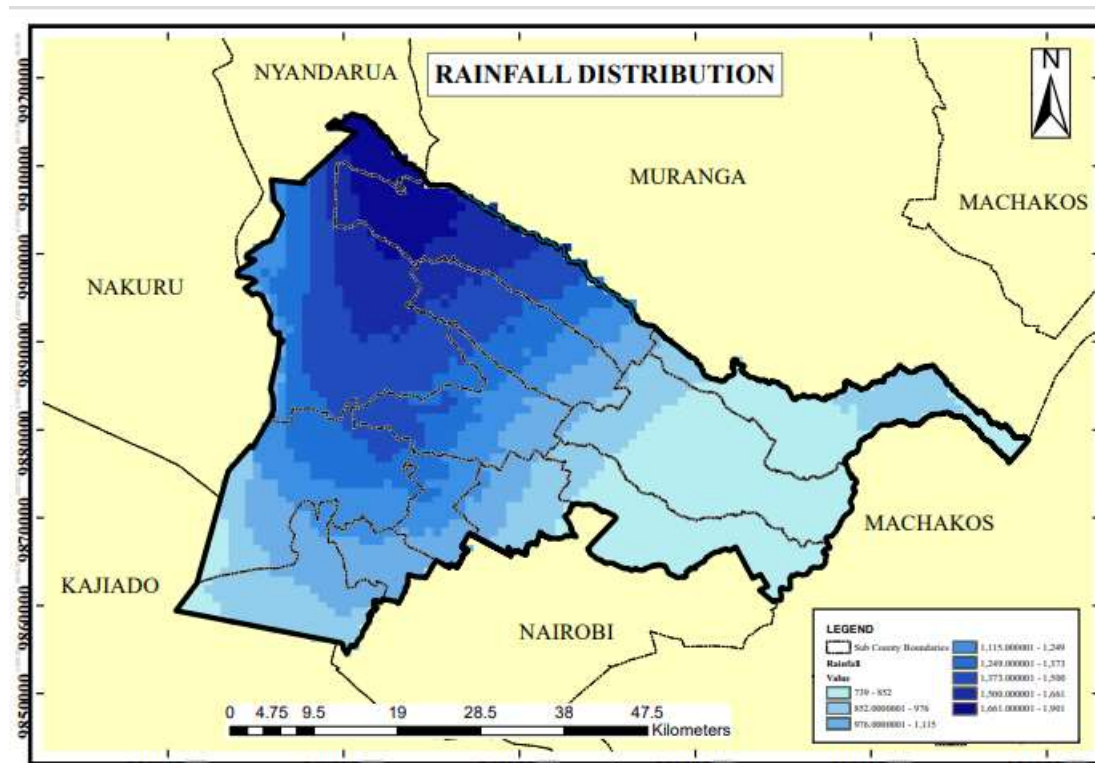 RAINFALL DISTRIBUTION
N
NYANDARUA
MURANGA
MACHAKOS
NAKURU
MACHAKOS
KAJIADO
NAIROBI
9920000
9910000
9900000
9890000
9880000
9870000
9860000
9850000
0 4.75 9.5 19 28.5 38 47.5
Kilometers
LEGEND
Sub County Boundaries
Rainfall
Value
739 - 852
852.0000001 - 976
976.0000001 - 1,115
1,115.000001 - 1,249
1,249.000001 - 1,373
1,373.000001 - 1,500
1,500.000001 - 1,661
1,661.000001 - 1,901